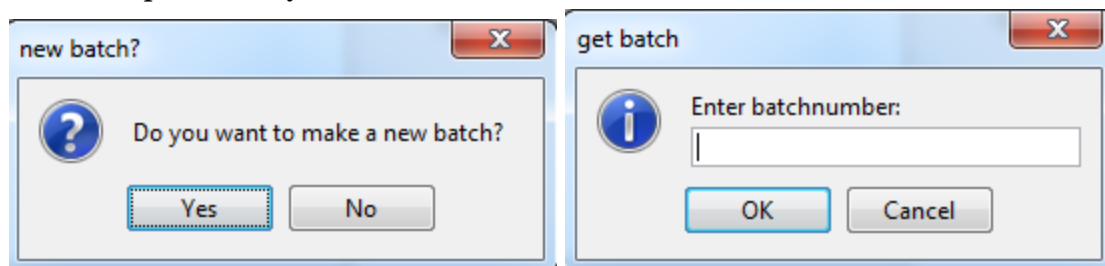 new batch?
Do you want to make a new batch?
Yes No
get batch
Enter batchnumber:
OK Cancel